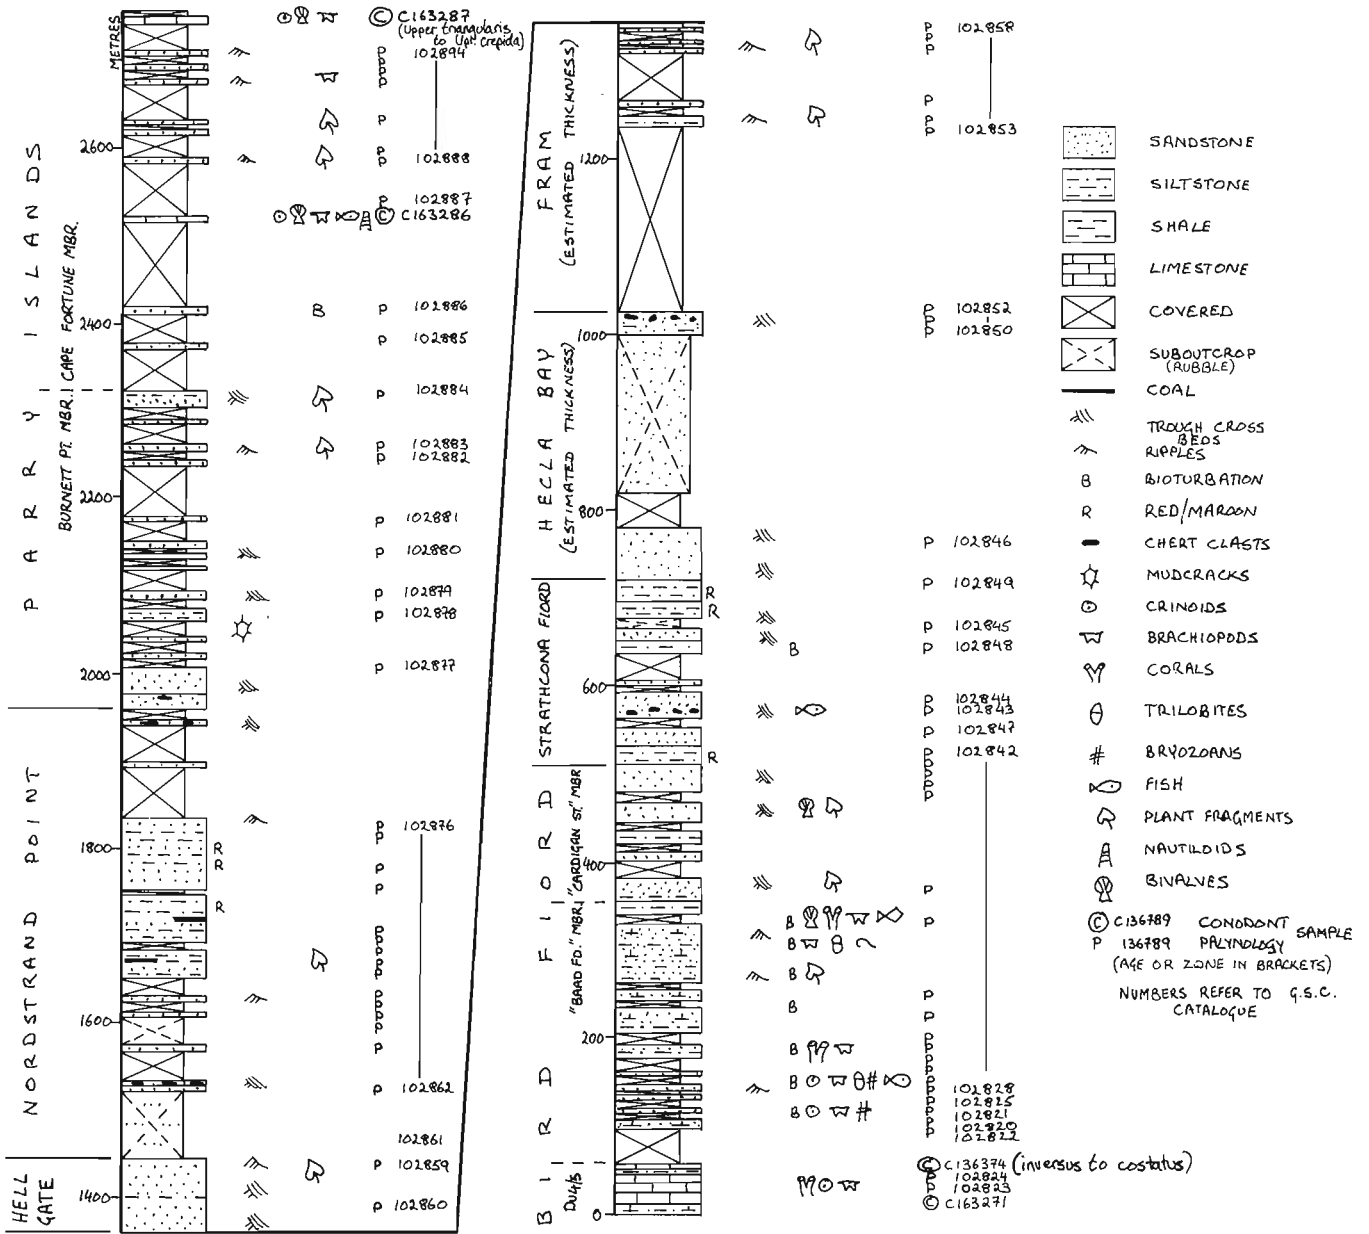 METRES
C163287
(Upper triangularis
to Upr. crepida)
P 102894
P
P 102888
P 102887
C163286
B P 102886
P 102885
P 102884
P 102883
P 102882
P 102881
P 102880
P 102879
P 102878
P 102877
R
R
R
P 102876
P 102862
102861
P 102859
P 102860
2600
2400
2200
2000
1800
1600
1400
PARRY ISLANDS
BURNETT PT. MBR. | CAPE FORTUNE MBR.
NORDSTRAND POINT
HELL
GATE
FRAM
(ESTIMATED THICKNESS)
HECLA BAY
(ESTIMATED THICKNESS)
STRATHCONA FIORD
BIRD FIORD
"BAAD FD." MBR. | "CARDIGAN ST." MBR
DU4/5
1200
1000
800
600
400
200
0
P 102858
P 102853
P 102852
P 102850
P 102846
P 102849
R
R
P 102845
B P 102848
P 102844
P 102843
P 102847
R
P 102842
B
B
B
B
B
B
B
P 102828
P 102825
P 102821
P 102820
P 102822
C C136374 (inversus to costatus)
P 102824
P 102823
C C163271
SANDSTONE
SILTSTONE
SHALE
LIMESTONE
COVERED
SUBOUTCROP
(RUBBLE)
COAL
TROUGH CROSS
BEDS
RIPPLES
B BIOTURBATION
R RED/MAROON
CHERT CLASTS
MUDCRACKS
CRINOIDS
BRACHIOPODS
CORALS
TRILOBITES
BRYOZOANS
FISH
PLANT FRAGMENTS
NAUTILOIDS
BIVALVES
C C136789 CONODONT SAMPLE
P 136789 PALYNOLOGY
(AGE OR ZONE IN BRACKETS)
NUMBERS REFER TO G.S.C.
CATALOGUE